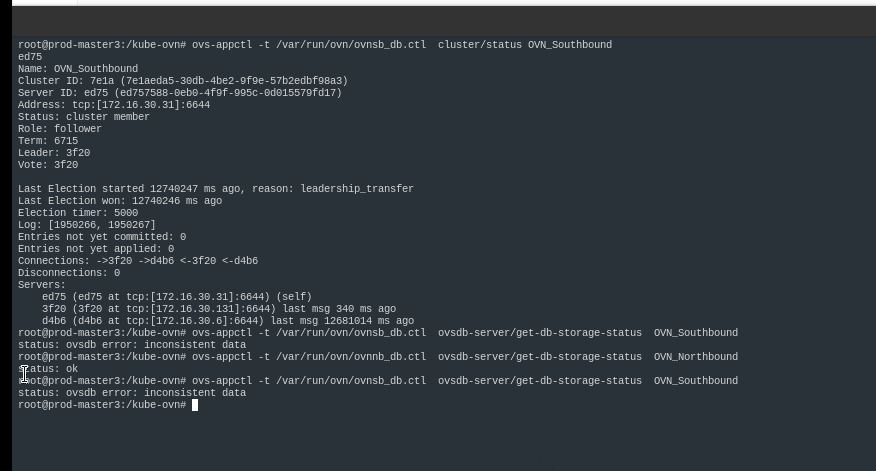 root@prod-master3:/kube-ovn# ovs-appctl -t /var/run/ovn/ovnsb_db.ctl  cluster/status OVN_Southbound
ed75
Name: OVN_Southbound
Cluster ID: 7e1a (7e1aeda5-30db-4be2-9f9e-57b2edbf98a3)
Server ID: ed75 (ed757588-0eb0-4f9f-995c-0d015579fd17)
Address: tcp:[172.16.30.31]:6644
Status: cluster member
Role: follower
Term: 6715
Leader: 3f20
Vote: 3f20

Last Election started 12740247 ms ago, reason: leadership_transfer
Last Election won: 12740246 ms ago
Election timer: 5000
Log: [1950266, 1950267]
Entries not yet committed: 0
Entries not yet applied: 0
Connections: ->3f20 ->d4b6 <-3f20 <-d4b6
Disconnections: 0
Servers:
    ed75 (ed75 at tcp:[172.16.30.31]:6644) (self)
    3f20 (3f20 at tcp:[172.16.30.131]:6644) last msg 340 ms ago
    d4b6 (d4b6 at tcp:[172.16.30.6]:6644) last msg 12681014 ms ago
root@prod-master3:/kube-ovn# ovs-appctl -t /var/run/ovn/ovnsb_db.ctl  ovsdb-server/get-db-storage-status  OVN_Southbound
status: ovsdb error: inconsistent data
root@prod-master3:/kube-ovn# ovs-appctl -t /var/run/ovn/ovnnb_db.ctl  ovsdb-server/get-db-storage-status  OVN_Northbound
status: ok
root@prod-master3:/kube-ovn# ovs-appctl -t /var/run/ovn/ovnsb_db.ctl  ovsdb-server/get-db-storage-status  OVN_Southbound
status: ovsdb error: inconsistent data
root@prod-master3:/kube-ovn#